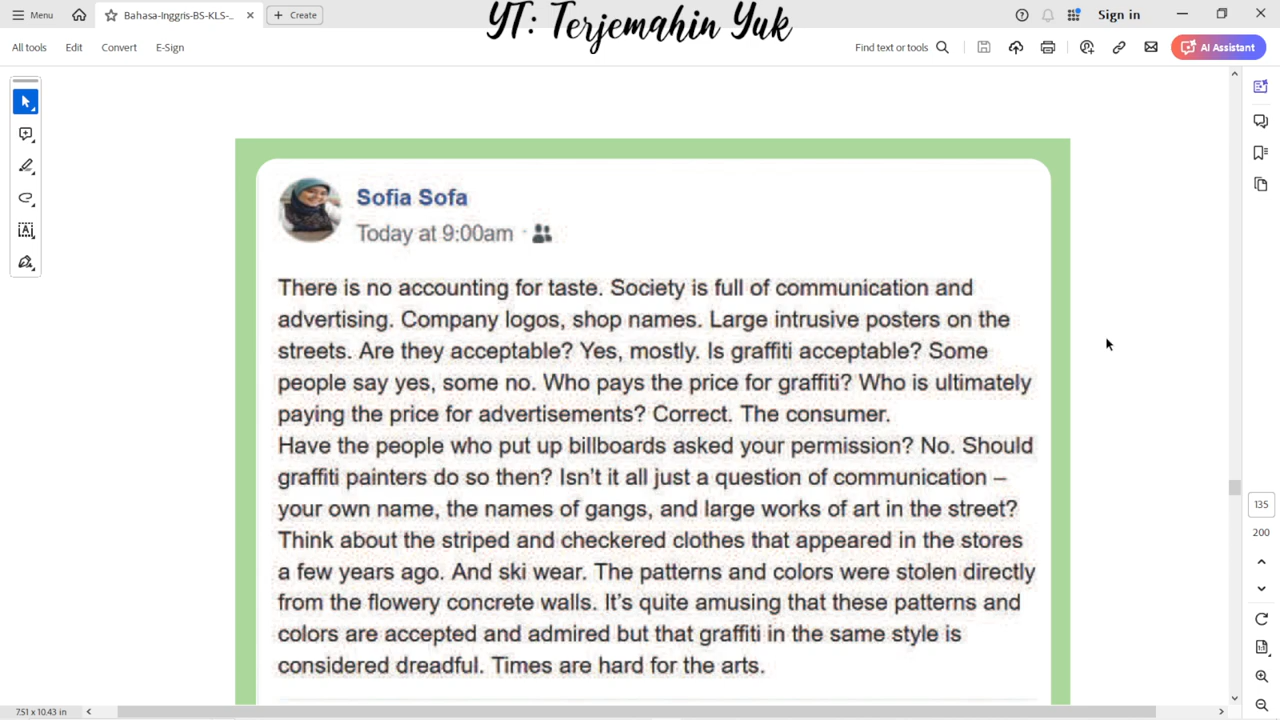 Menu
Bahasa-Inggris-BS-KLS-...
Create
YT: Terjemahin Yuk
Sign in
All tools
Edit
Convert
E-Sign
Find text or tools
AI Assistant
Sofia Sofa
Today at 9:00am ·
There is no accounting for taste. Society is full of communication and
advertising. Company logos, shop names. Large intrusive posters on the
streets. Are they acceptable? Yes, mostly. Is graffiti acceptable? Some
people say yes, some no. Who pays the price for graffiti? Who is ultimately
paying the price for advertisements? Correct. The consumer.
Have the people who put up billboards asked your permission? No. Should
graffiti painters do so then? Isn't it all just a question of communication –
your own name, the names of gangs, and large works of art in the street?
Think about the striped and checkered clothes that appeared in the stores
a few years ago. And ski wear. The patterns and colors were stolen directly
from the flowery concrete walls. It's quite amusing that these patterns and
colors are accepted and admired but that graffiti in the same style is
considered dreadful. Times are hard for the arts.
135
200
7.51 x 10.43 in